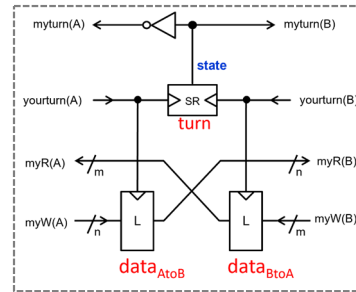 myturn(A) myturn(B)
state
yourturn(A) SR yourturn(B)
turn
myR(A) m n myR(B)
myW(A) n L L m myW(B)
dataAtoB dataBtoA